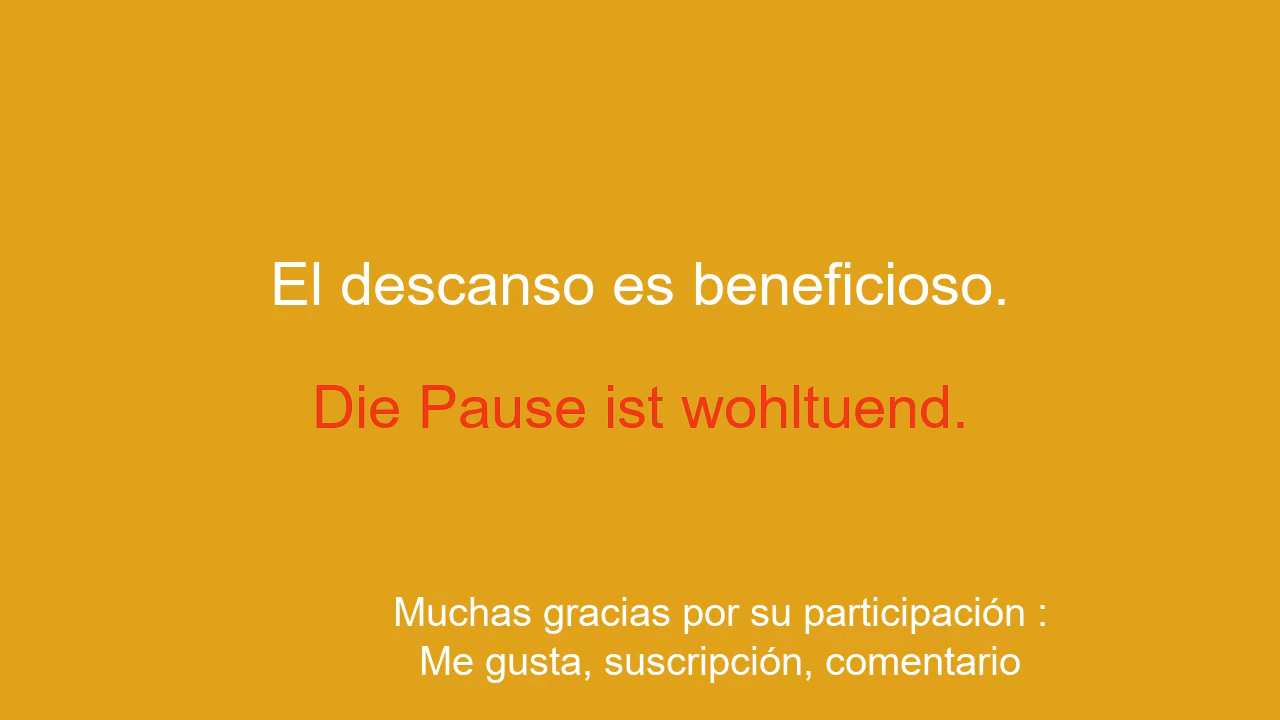 El descanso es beneficioso.
Die Pause ist wohltuend.
Muchas gracias por su participación :
Me gusta, suscripción, comentario